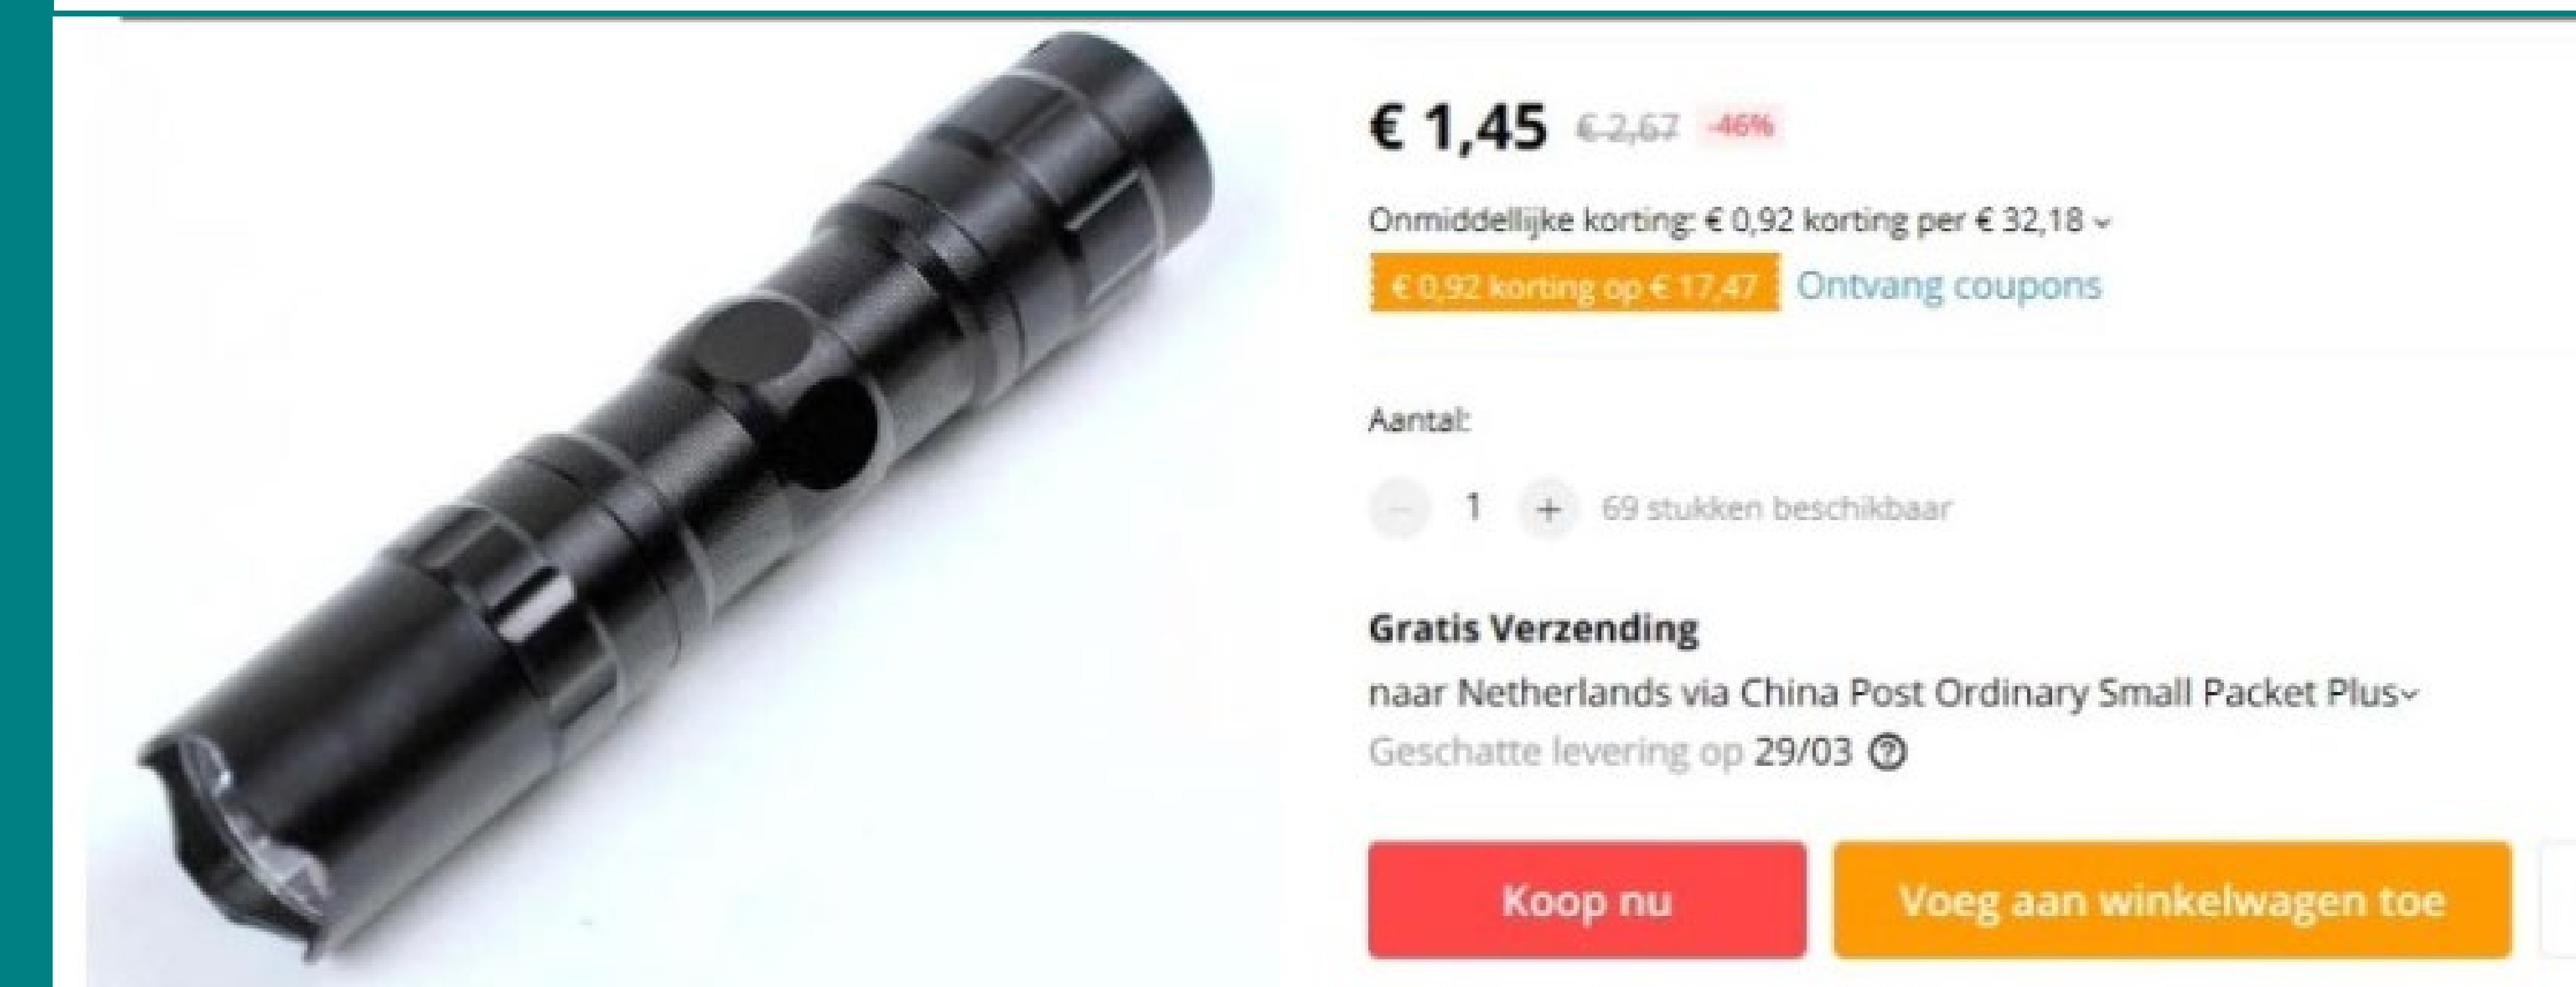 € 1,45 € 2,67 -46%
Onmiddellijke korting: € 0,92 korting per € 32,18
€ 0,92 korting op € 17,47 Ontvang coupons
Aantal:
− 1 + 69 stukken beschikbaar
Gratis Verzending
naar Netherlands via China Post Ordinary Small Packet Plus
Geschatte levering op 29/03 ?
Koop nu Voeg aan winkelwagen toe